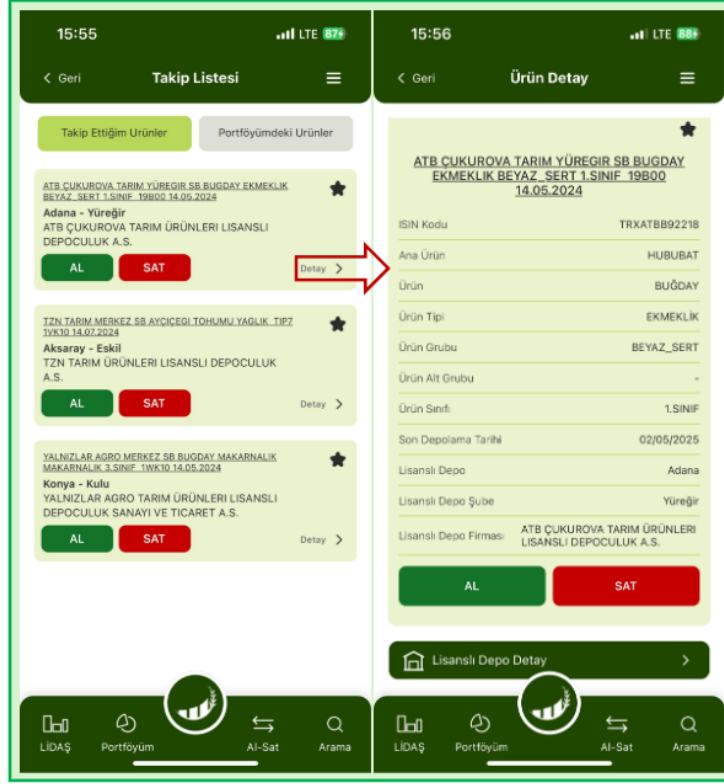 15:55
LTE 87
Geri
Takip Listesi
Takip Ettiğim Urünler
Portföyümdeki Urünler
ATB ÇUKUROVA TARIM YÜREGIR SB BUGDAY EKMEKLIK
BEYAZ_SERT 1.SINIF 19B00 14.05.2024
Adana - Yüreğir
ATB ÇUKUROVA TARIM ÜRÜNLERI LISANSLI
DEPOCULUK A.S.
AL
SAT
Detay
TZN TARIM MERKEZ SB AYÇIÇEGI TOHUMU YAGLIK TIP7
1VK10 14.07.2024
Aksaray - Eskil
TZN TARIM ÜRÜNLERI LISANSLI DEPOCULUK
A.S.
AL
SAT
Detay
YALNIZLAR AGRO MERKEZ SB BUGDAY MAKARNALIK
MAKARNALIK 3.SINIF 1WK10 14.05.2024
Konya - Kulu
YALNIZLAR AGRO TARIM ÜRÜNLERI LISANSLI
DEPOCULUK SANAYI VE TICARET A.S.
AL
SAT
Detay
LİDAŞ
Portföyüm
Al-Sat
Arama
15:56
LTE 88
Geri
Ürün Detay
ATB ÇUKUROVA TARIM YÜREGIR SB BUGDAY
EKMEKLIK BEYAZ_SERT 1.SINIF 19B00
14.05.2024
ISIN Kodu TRXATBB92218
Ana Ürün HUBUBAT
Ürün BUĞDAY
Ürün Tipi EKMEKLİK
Ürün Grubu BEYAZ_SERT
Ürün Alt Grubu -
Ürün Sınıfı 1.SINIF
Son Depolama Tarihi 02/05/2025
Lisanslı Depo Adana
Lisanslı Depo Şube Yüreğir
Lisanslı Depo Firması ATB ÇUKUROVA TARIM ÜRÜNLERI
LISANSLI DEPOCULUK A.S.
AL
SAT
Lisanslı Depo Detay
LİDAŞ
Portföyüm
Al-Sat
Arama